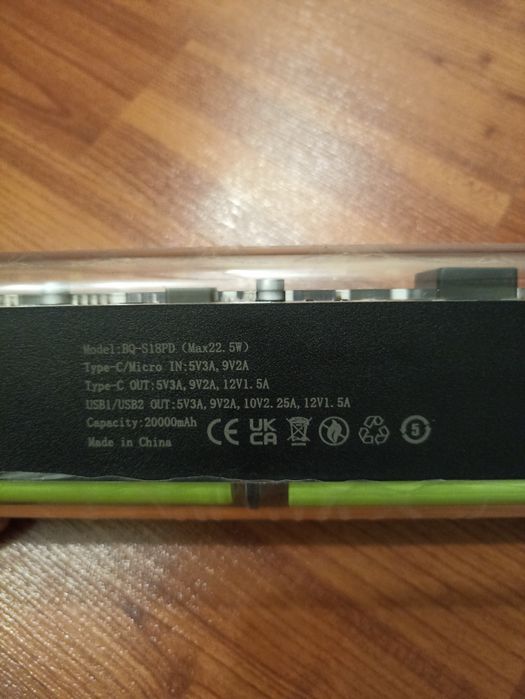 Model:BQ-S18PD (Max22.5W)
Type-C/Micro IN:5V3A,9V2A
Type-C OUT:5V3A,9V2A,12V1.5A
USB1/USB2 OUT:5V3A,9V2A,10V2.25A,12V1.5A
Capacity:20000mAh
Made in China
CE UK CA 5